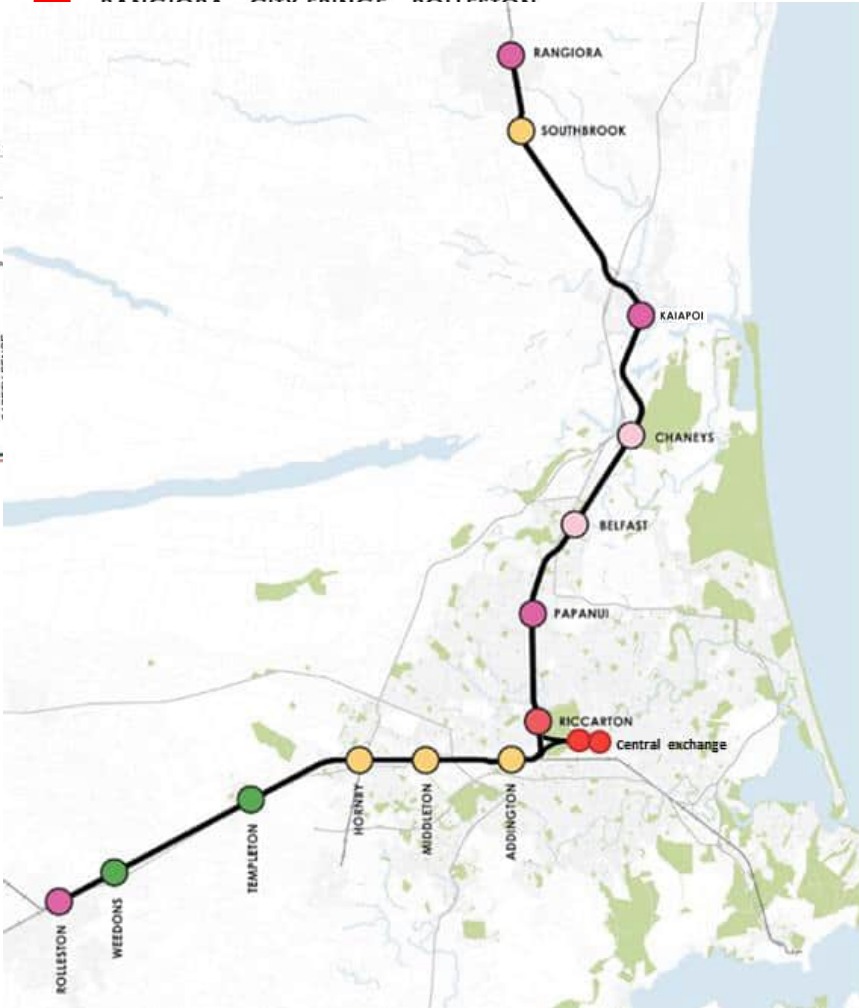 RANGIORA
SOUTHBROOK
KAIAPOI
CHANEYS
BELFAST
PAPANUI
RICCARTON
Central exchange
HORNBY
MIDDLETON
ADDINGTON
TEMPLETON
WEEDONS
ROLLESTON